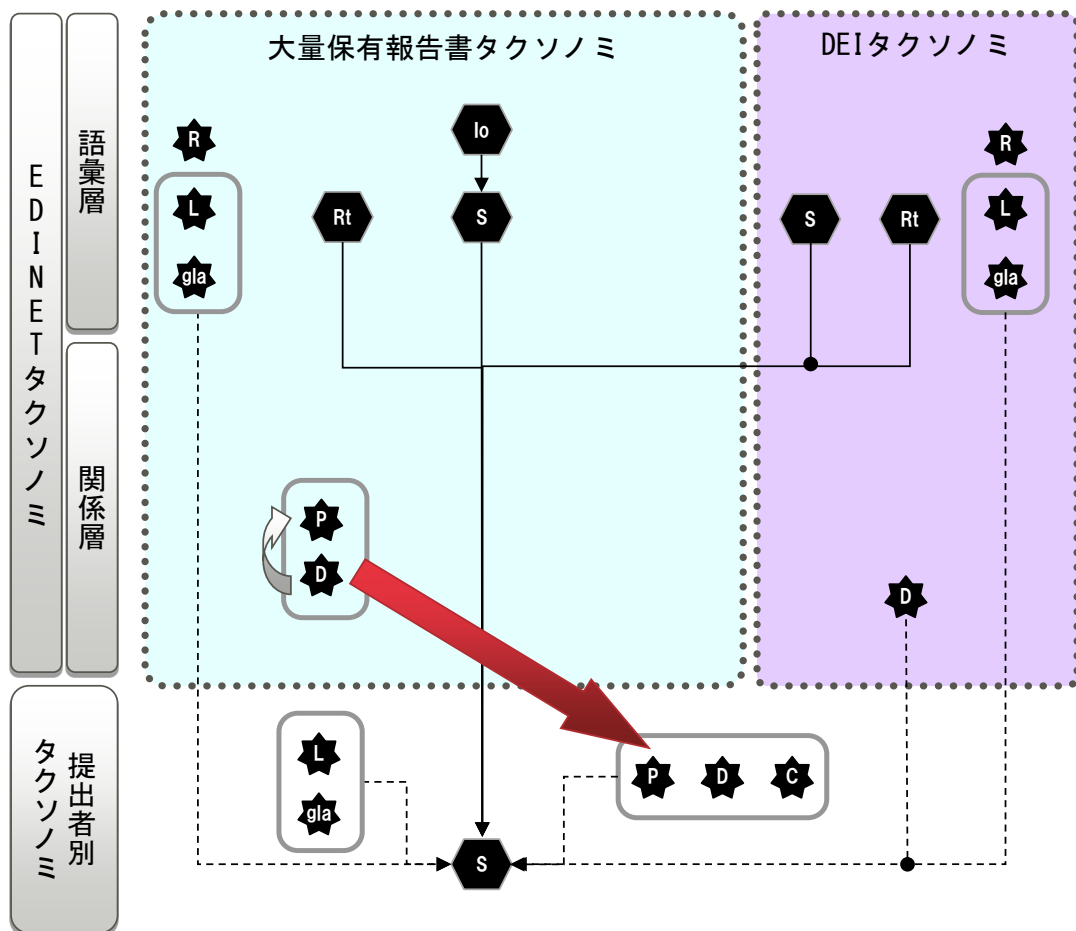 大量保有報告書タクソノミ
DEIタクソノミ
EDINETタクソノミ
語彙層
関係層
提出者別
タクソノミ
R
L
gla
Io
Rt
S
S
Rt
R
L
gla
P
D
D
L
gla
P
D
C
S